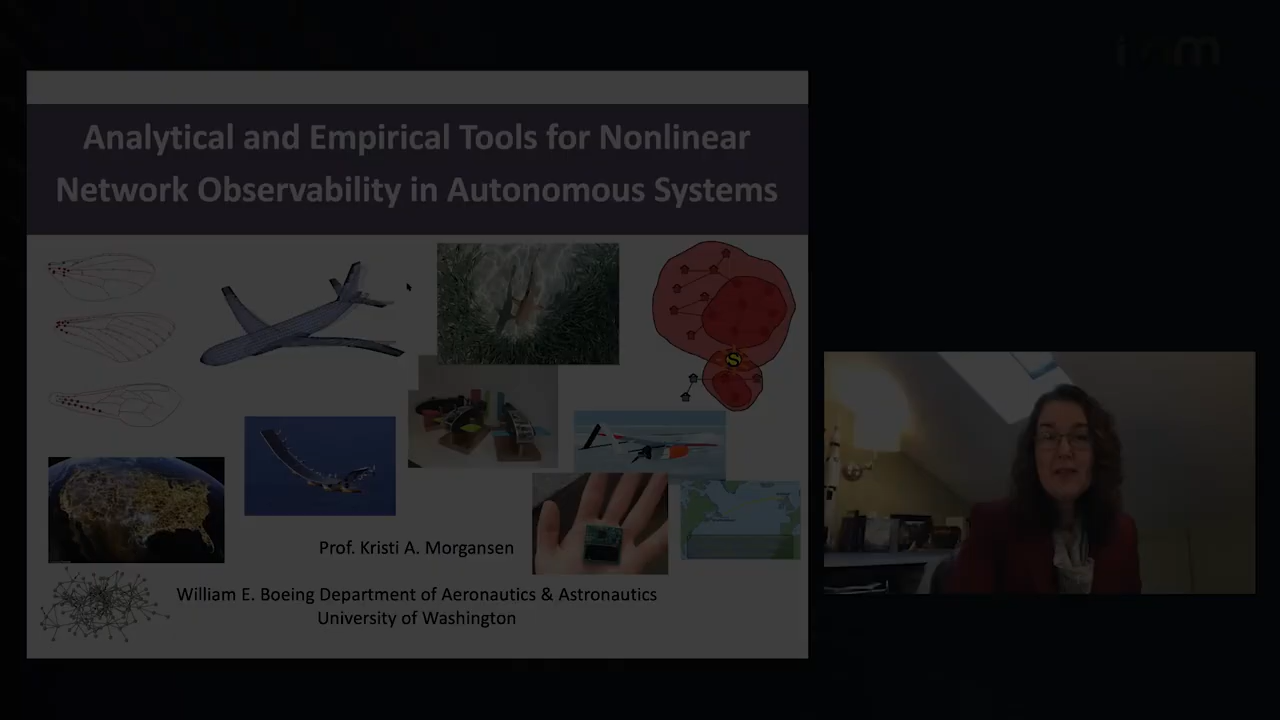 Analytical and Empirical Tools for Nonlinear
Network Observability in Autonomous Systems
S
Prof. Kristi A. Morgansen
William E. Boeing Department of Aeronautics & Astronautics
University of Washington